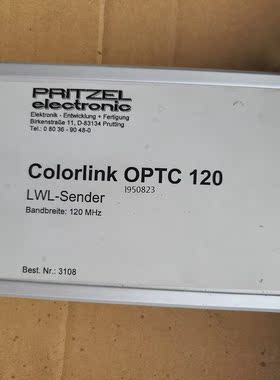 PRITZEL
electronic
Elektronik - Entwicklung + Fertigung
Birkenstraße 11, D-83134 Prutting
Tel.: 0 80 36 - 90 48-0
Colorlink OPTC 120
1950823
LWL-Sender
Bandbreite: 120 MHz
Best. Nr.: 3108